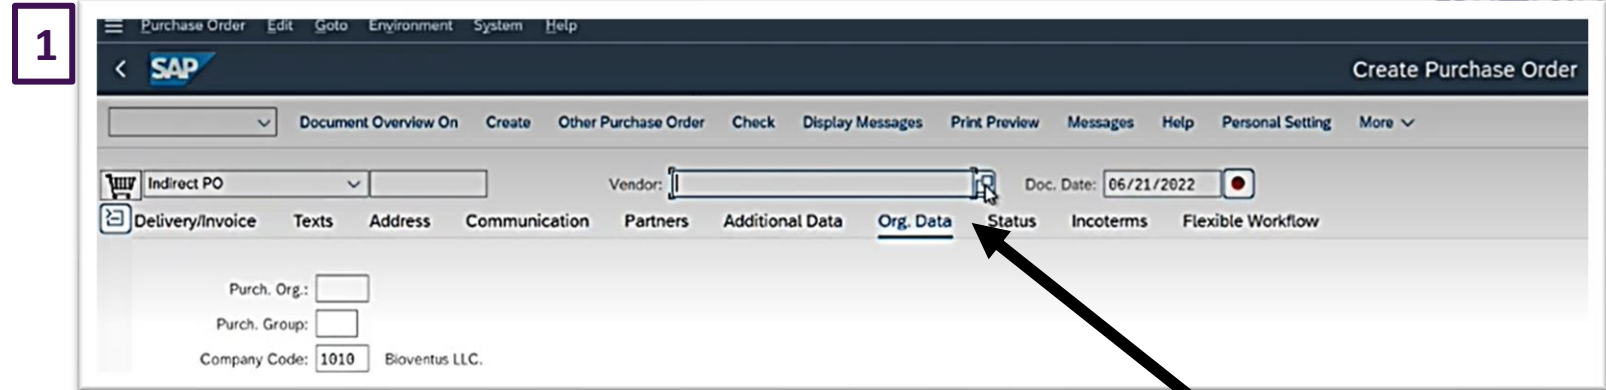 1
Purchase Order Edit Goto Environment System Help
SAP Create Purchase Order
Document Overview On Create Other Purchase Order Check Display Messages Print Preview Messages Help Personal Setting More
Indirect PO Vendor: Doc. Date: 06/21/2022
Delivery/Invoice Texts Address Communication Partners Additional Data Org. Data Status Incoterms Flexible Workflow
Purch. Org.:
Purch. Group:
Company Code: 1010 Bioventus LLC.